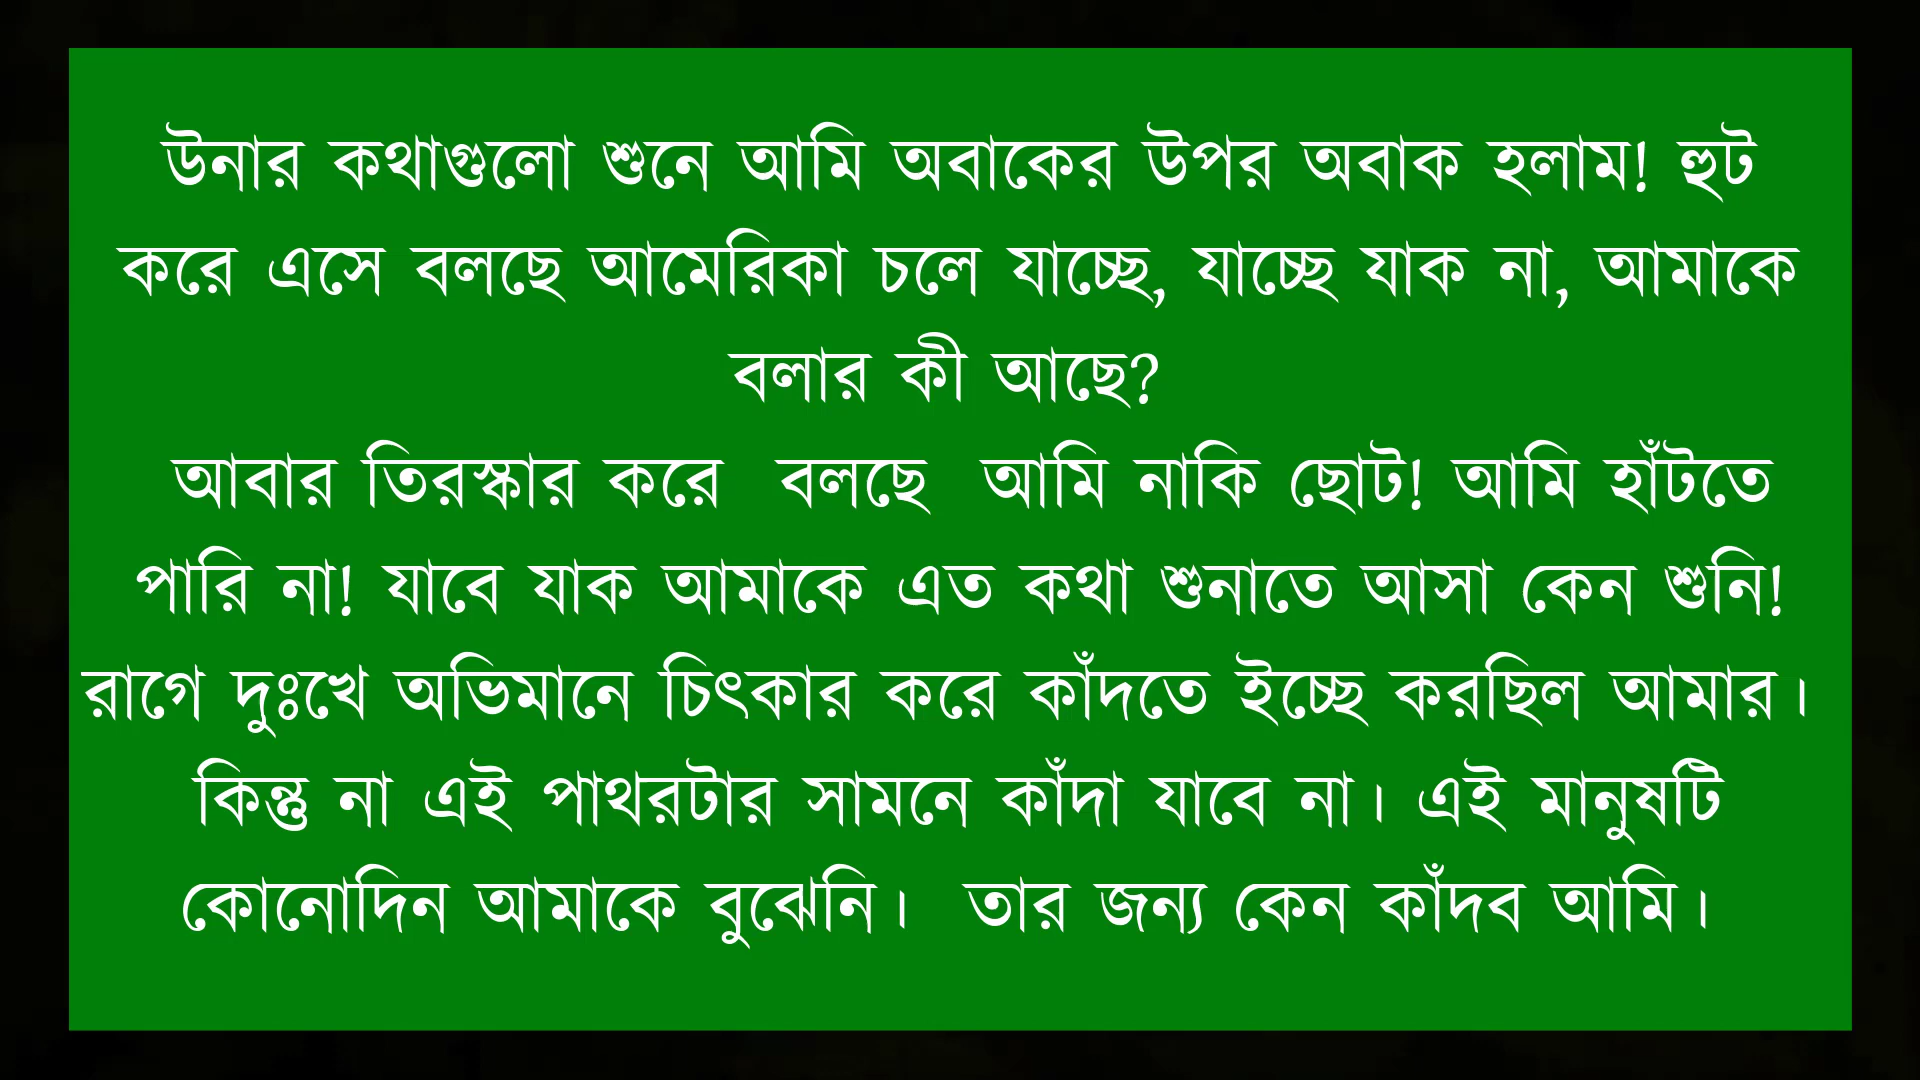 উনার কথাগুলো শুনে আমি অবাকের উপর অবাক হলাম! হুট
করে এসে বলছে আমেরিকা চলে যাচ্ছে, যাচ্ছে যাক না, আমাকে
বলার কী আছে?
আবার তিরস্কার করে বলছে আমি নাকি ছোট! আমি হাঁটতে
পারি না! যাবে যাক আমাকে এত কথা শুনাতে আসা কেন শুনি!
রাগে দুঃখে অভিমানে চিৎকার করে কাঁদতে ইচ্ছে করছিল আমার।
কিন্তু না এই পাথরটার সামনে কাঁদা যাবে না। এই মানুষটি
কোনোদিন আমাকে বুঝেনি। তার জন্য কেন কাঁদব আমি।